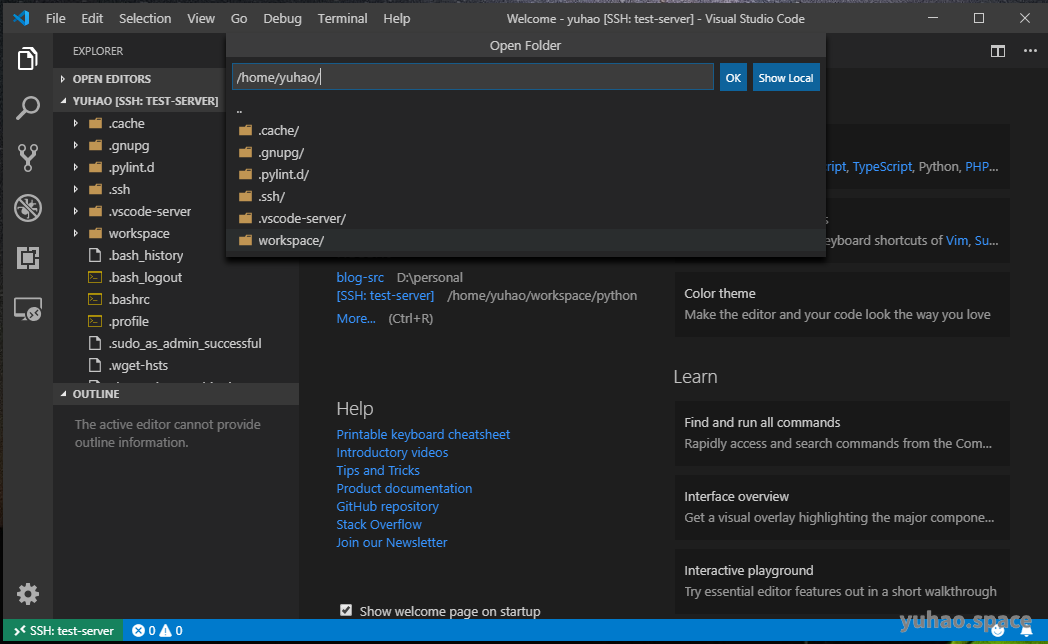 File Edit Selection View Go Debug Terminal Help
Welcome - yuhao [SSH: test-server] - Visual Studio Code
EXPLORER
OPEN EDITORS
YUHAO [SSH: TEST-SERVER]
.cache
.gnupg
.pylint.d
.ssh
.vscode-server
workspace
.bash_history
.bash_logout
.bashrc
.profile
.sudo_as_admin_successful
.wget-hsts
OUTLINE
The active editor cannot provide
outline information.
Open Folder
/home/yuhao/
OK
Show Local
..
.cache/
.gnupg/
.pylint.d/
.ssh/
.vscode-server/
workspace/
blog-src D:\personal
[SSH: test-server] /home/yuhao/workspace/python
More... (Ctrl+R)
Help
Printable keyboard cheatsheet
Introductory videos
Tips and Tricks
Product documentation
GitHub repository
Stack Overflow
Join our Newsletter
Show welcome page on startup
ript, TypeScript, Python, PHP...
s
eyboard shortcuts of Vim, Su...
Color theme
Make the editor and your code look the way you love
Learn
Find and run all commands
Rapidly access and search commands from the Com...
Interface overview
Get a visual overlay highlighting the major compone...
Interactive playground
Try essential editor features out in a short walkthrough
yuhao.space
SSH: test-server 0 0